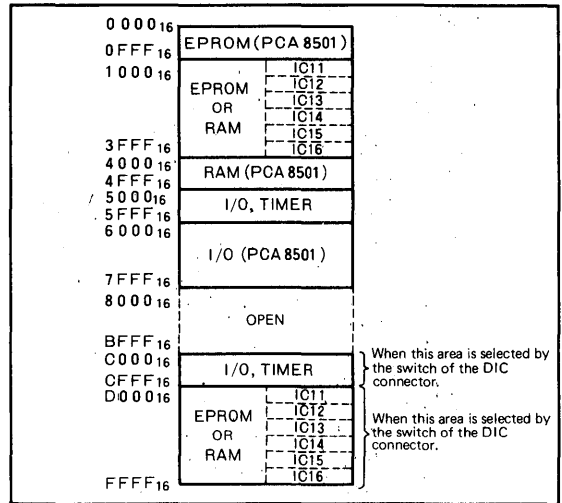 0000₁₆
EPROM (PCA 8501)
0FFF₁₆
1000₁₆
EPROM
OR
RAM
IC11
IC12
IC13
IC14
IC15
IC16
3FFF₁₆
4000₁₆
RAM (PCA 8501)
4FFF₁₆
5000₁₆
I/O, TIMER
5FFF₁₆
6000₁₆
I/O (PCA 8501)
7FFF₁₆
8000₁₆
OPEN
BFFF₁₆
C000₁₆
I/O, TIMER
CFFF₁₆
When this area is selected by
the switch of the DIC
connector.
D000₁₆
EPROM
OR
RAM
IC11
IC12
IC13
IC14
IC15
IC16
When this area is selected by
the switch of the DIC
connector.
FFFF₁₆